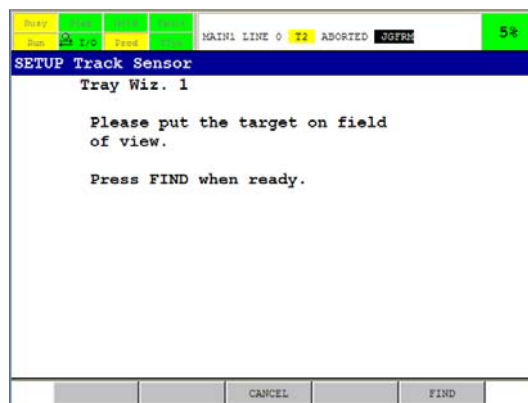 Busy
Run I/O Prod
MAIN1 LINE 0 T2 ABORTED JGFRM
5%
SETUP Track Sensor
Tray Wiz. 1
Please put the target on field
of view.
Press FIND when ready.
CANCEL FIND